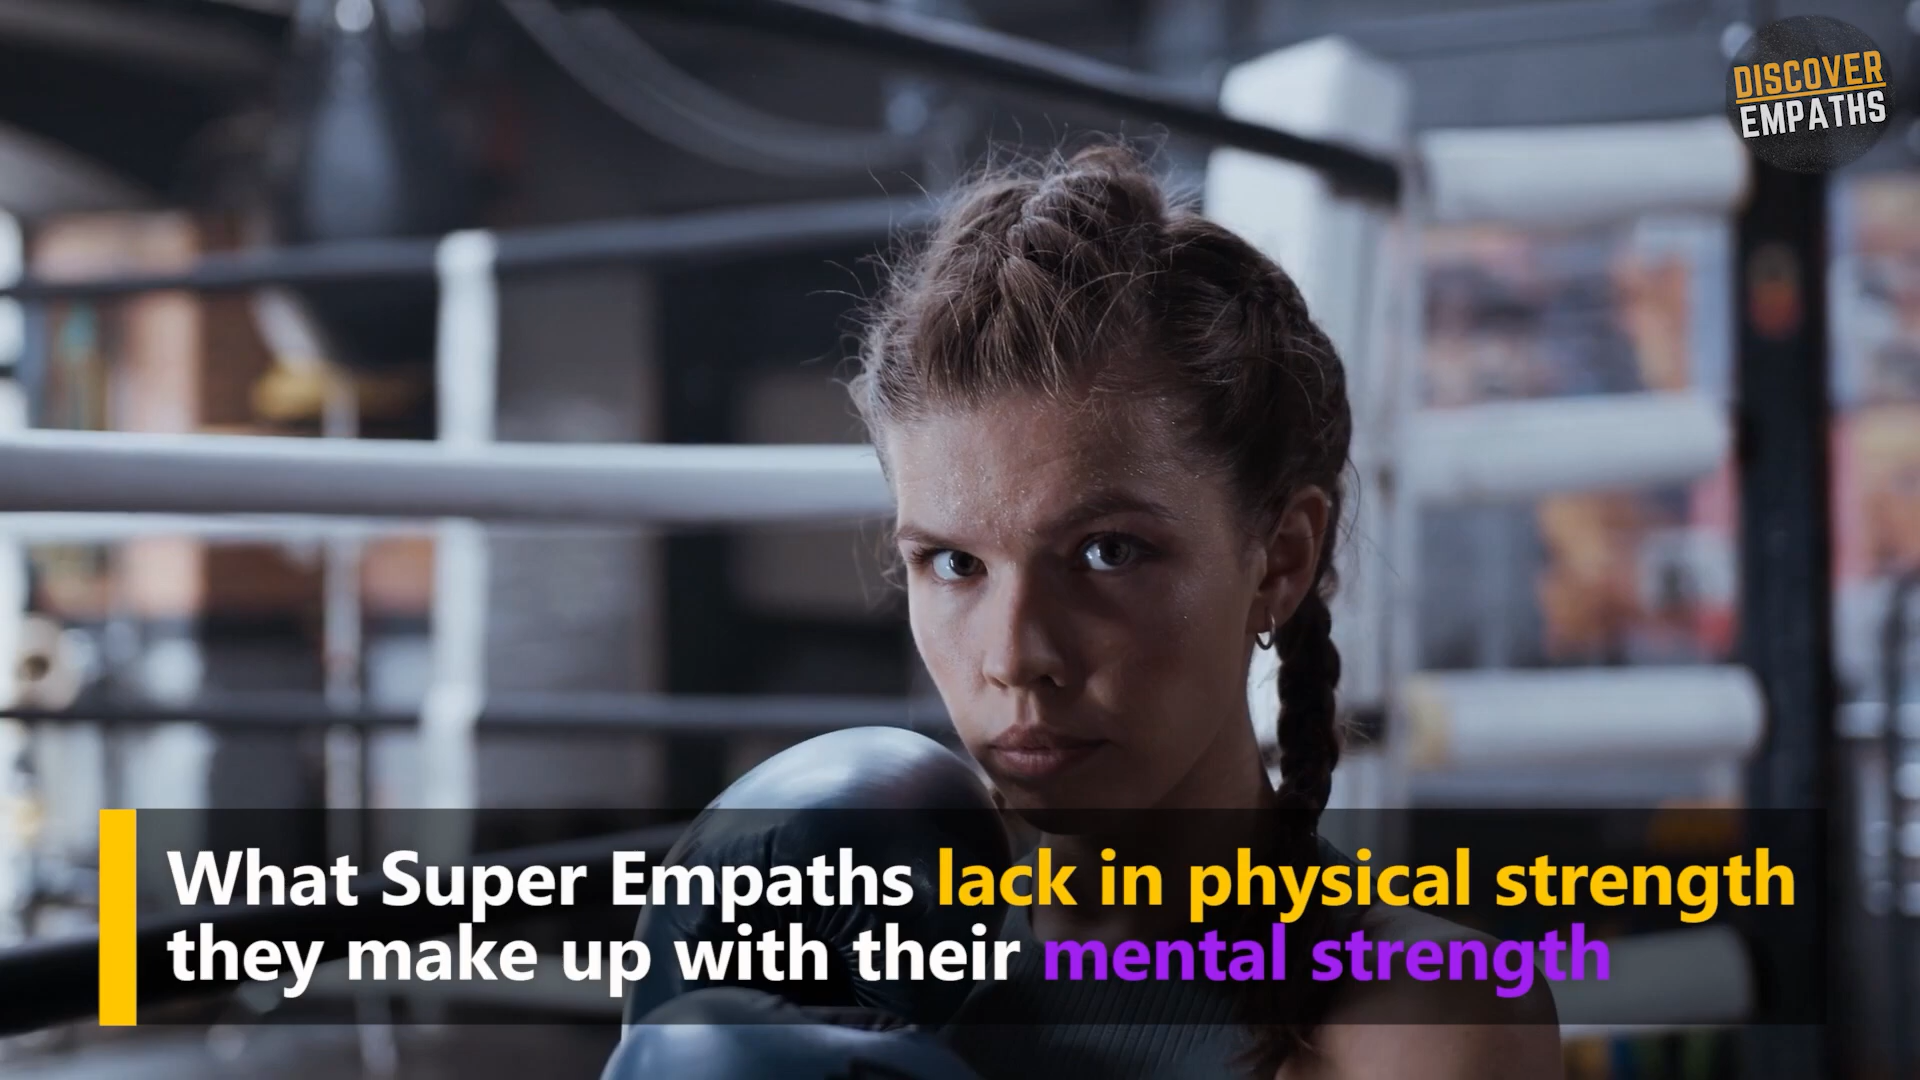 DISCOVER
EMPATHS
What Super Empaths lack in physical strength
they make up with their mental strength